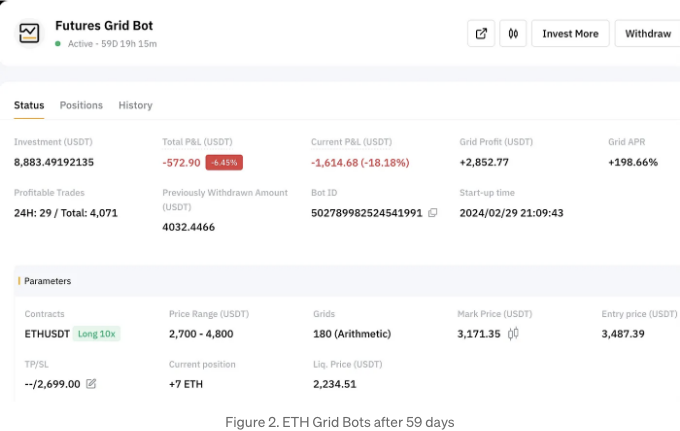 Futures Grid Bot
Active - 59D 19h 15m
Invest More
Withdraw
Status Positions History
Investment (USDT) Total P&L (USDT) Current P&L (USDT) Grid Profit (USDT) Grid APR
8,883.49192135 -572.90 -6.45% -1,614.68 (-18.18%) +2,852.77 +198.66%
Profitable Trades Previously Withdrawn Amount Bot ID Start-up time
(USDT)
24H: 29 / Total: 4,071 502789982524541991 2024/02/29 21:09:43
4032.4466
Parameters
Contracts Price Range (USDT) Grids Mark Price (USDT) Entry price (USDT)
ETHUSDT Long 10x 2,700 - 4,800 180 (Arithmetic) 3,171.35 3,487.39
TP/SL Current position Liq. Price (USDT)
--/2,699.00 +7 ETH 2,234.51
Figure 2. ETH Grid Bots after 59 days